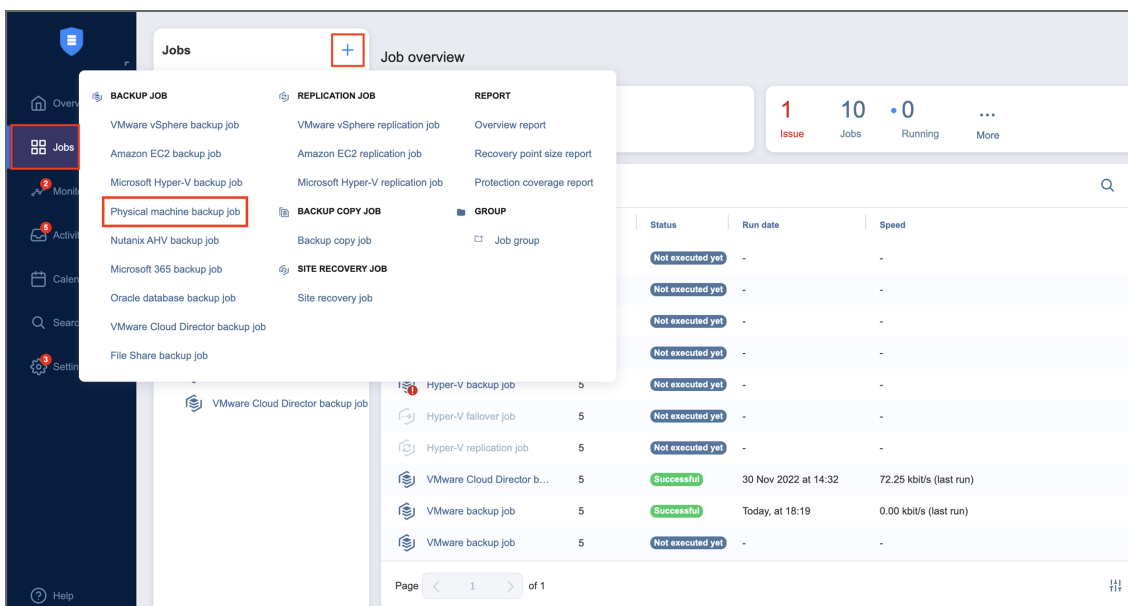 Jobs
+
Job overview
Overv
Jobs
2
Monit
5
Activit
Calen
Searc
3
Settin
Help
BACKUP JOB
VMware vSphere backup job
Amazon EC2 backup job
Microsoft Hyper-V backup job
Physical machine backup job
Nutanix AHV backup job
Microsoft 365 backup job
Oracle database backup job
VMware Cloud Director backup job
File Share backup job
REPLICATION JOB
VMware vSphere replication job
Amazon EC2 replication job
Microsoft Hyper-V replication job
BACKUP COPY JOB
Backup copy job
SITE RECOVERY JOB
Site recovery job
REPORT
Overview report
Recovery point size report
Protection coverage report
GROUP
Job group
VMware Cloud Director backup job
1 10 0 ...
Issue Jobs Running More
Status Run date Speed
Not executed yet - -
Not executed yet - -
Not executed yet - -
Not executed yet - -
Hyper-V backup job 5 Not executed yet - -
Hyper-V failover job 5 Not executed yet - -
Hyper-V replication job 5 Not executed yet - -
VMware Cloud Director b... 5 Successful 30 Nov 2022 at 14:32 72.25 kbit/s (last run)
VMware backup job 5 Successful Today, at 18:19 0.00 kbit/s (last run)
VMware backup job 5 Not executed yet - -
Page < 1 > of 1